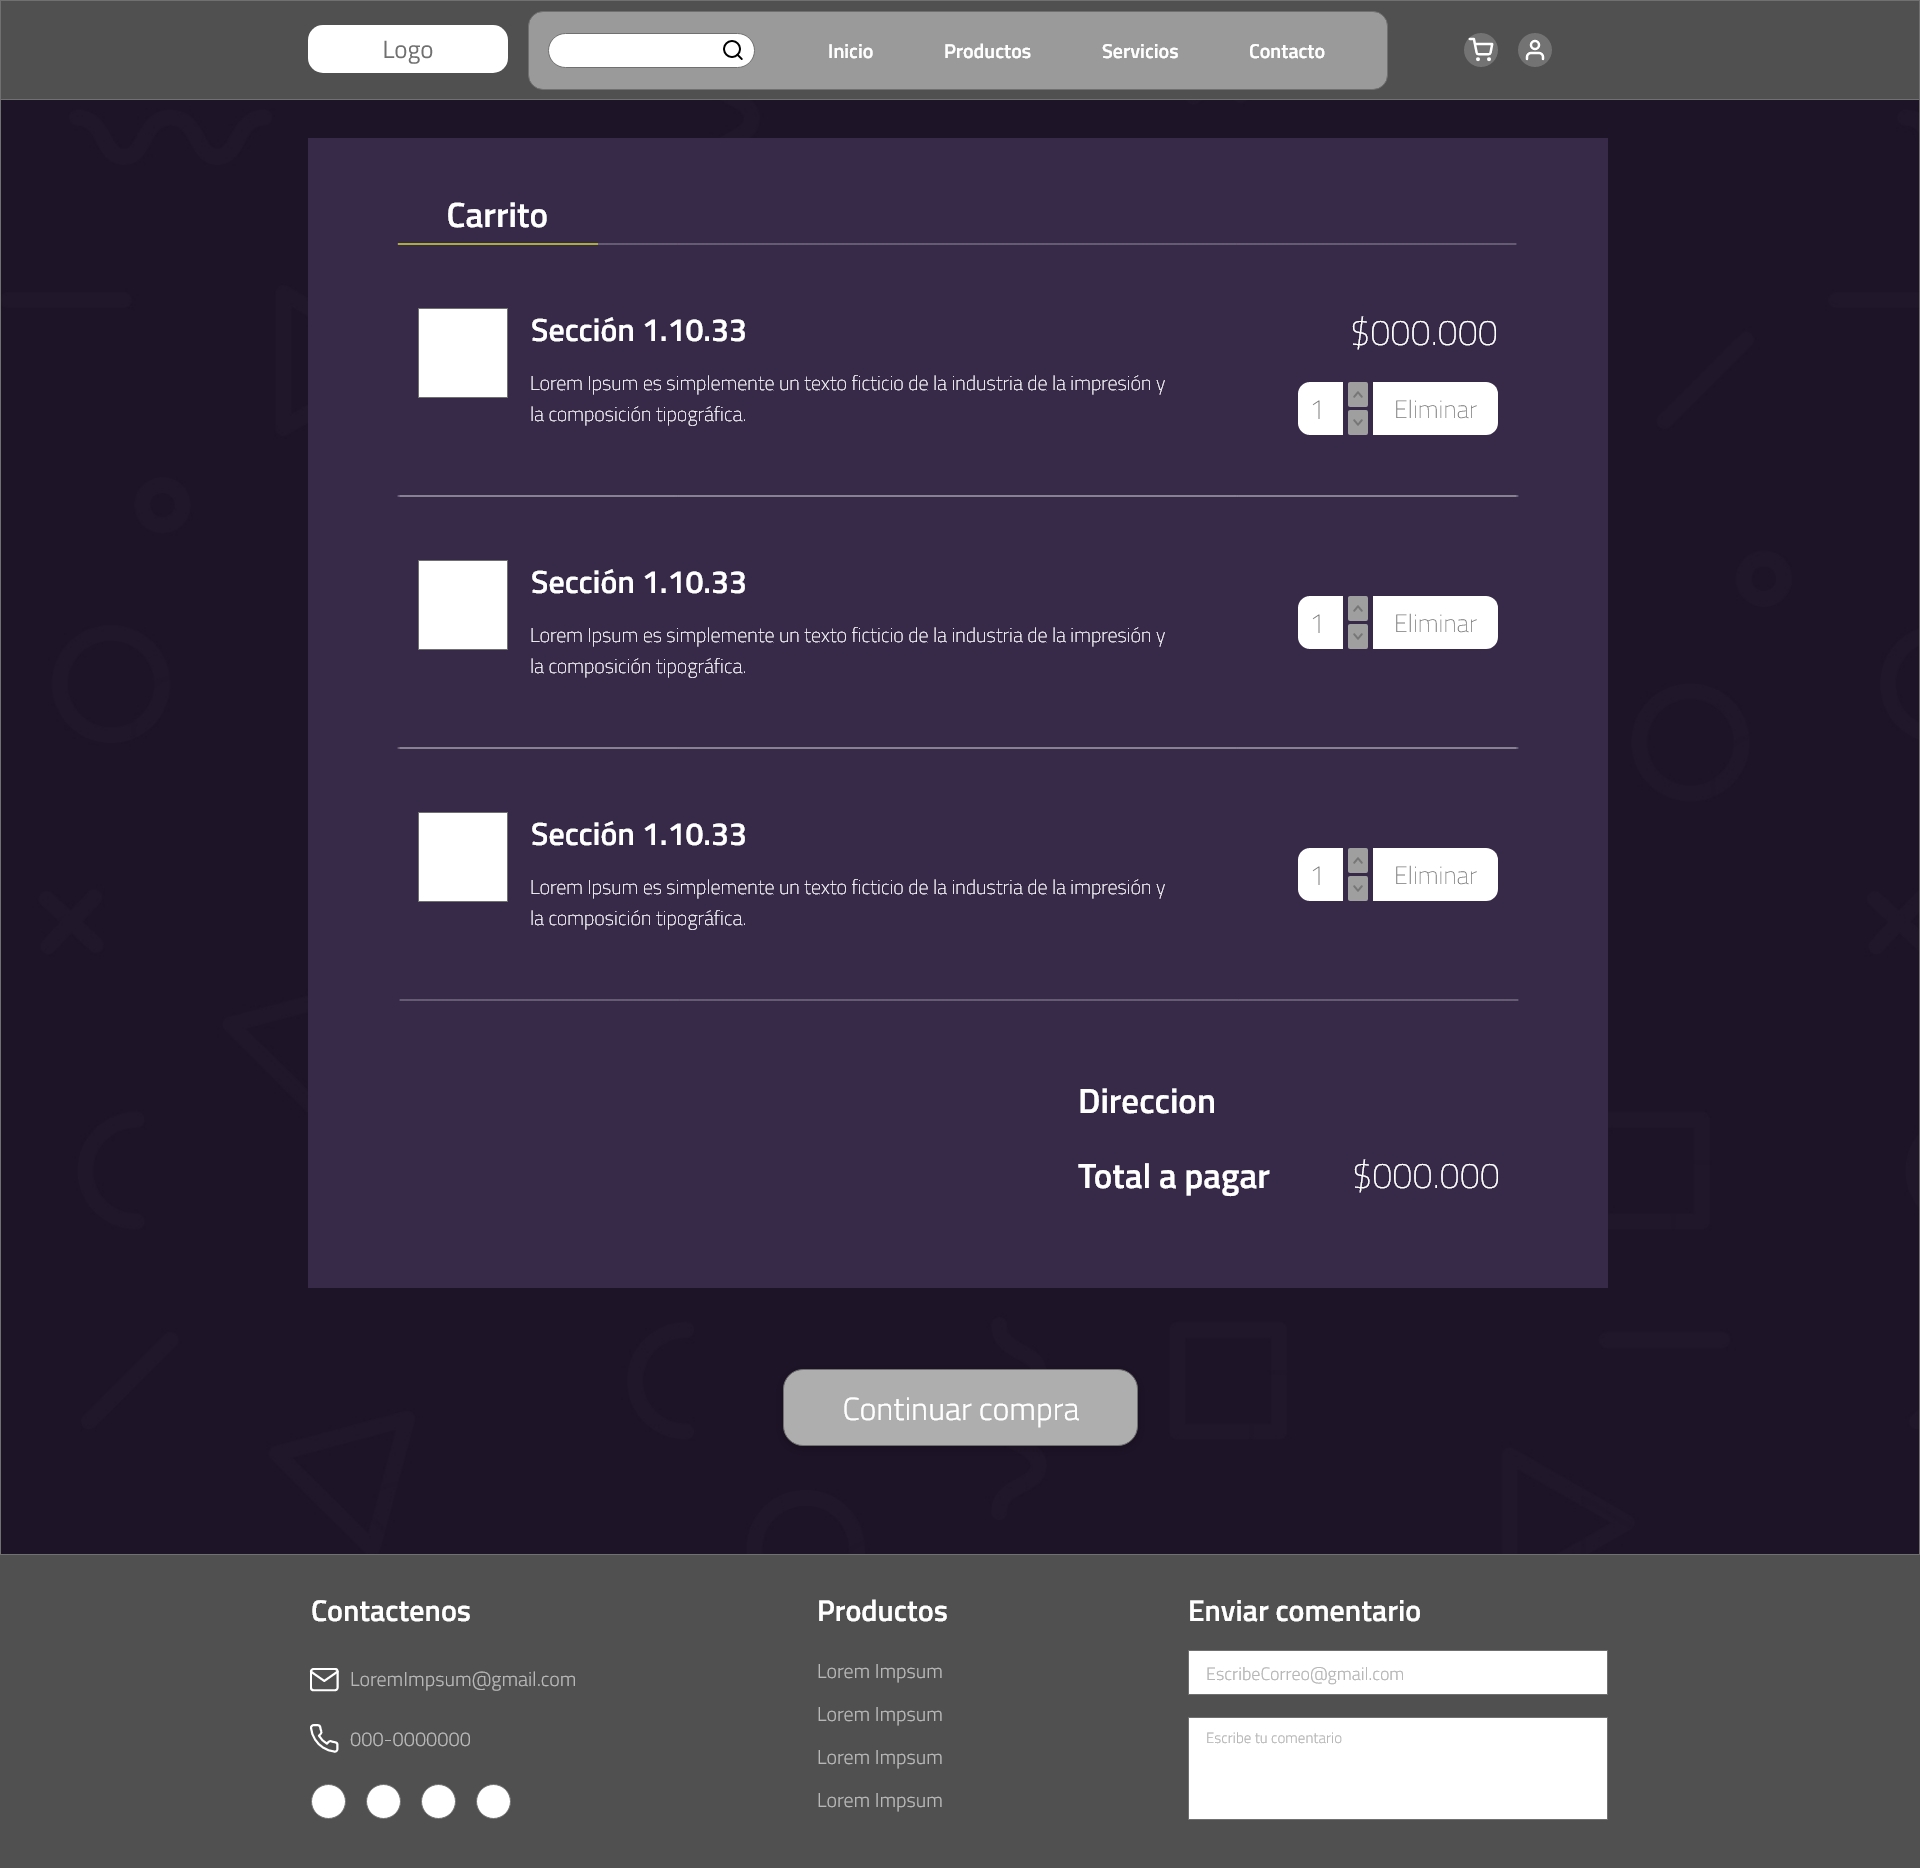 Logo
Inicio
Productos
Servicios
Contacto
Carrito
Sección 1.10.33
$000.000
Lorem Ipsum es simplemente un texto ficticio de la industria de la impresión y
la composición tipográfica.
1
Eliminar
Sección 1.10.33
Lorem Ipsum es simplemente un texto ficticio de la industria de la impresión y
la composición tipográfica.
1
Eliminar
Sección 1.10.33
Lorem Ipsum es simplemente un texto ficticio de la industria de la impresión y
la composición tipográfica.
1
Eliminar
Direccion
Total a pagar
$000.000
Continuar compra
Contactenos
LoremImpsum@gmail.com
000-0000000
Productos
Lorem Impsum
Lorem Impsum
Lorem Impsum
Lorem Impsum
Enviar comentario
EscribeCorreo@gmail.com
Escribe tu comentario